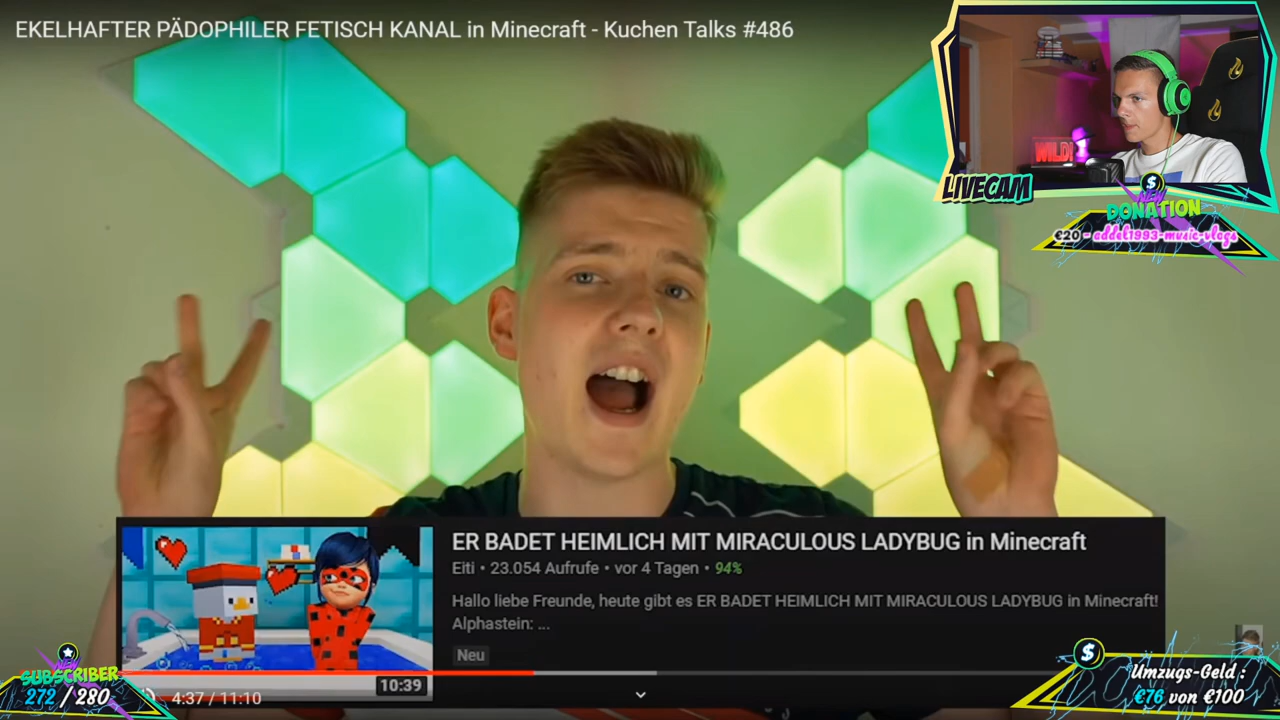 EKELHAFTER PÄDOPHILER FETISCH KANAL in Minecraft - Kuchen Talks #486
WILD!
LIVECAM
$
NEW
DONATION
€20 - addel1993-music-vlogs
ER BADET HEIMLICH MIT MIRACULOUS LADYBUG in Minecraft
Eiti • 23.054 Aufrufe • vor 4 Tagen • 94%
Hallo liebe Freunde, heute gibt es ER BADET HEIMLICH MIT MIRACULOUS LADYBUG in Minecraft!
Alphastein: ...
Neu
10:39
4:37 / 11:10
NEW
SUBSCRIBER
272 / 280
$
Umzugs-Geld :
€76 von €100